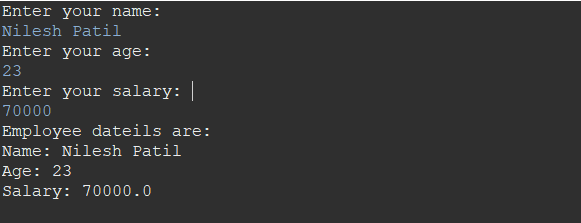 Enter your name:
Nilesh Patil
Enter your age:
23
Enter your salary:
70000
Employee dateils are:
Name: Nilesh Patil
Age: 23
Salary: 70000.0